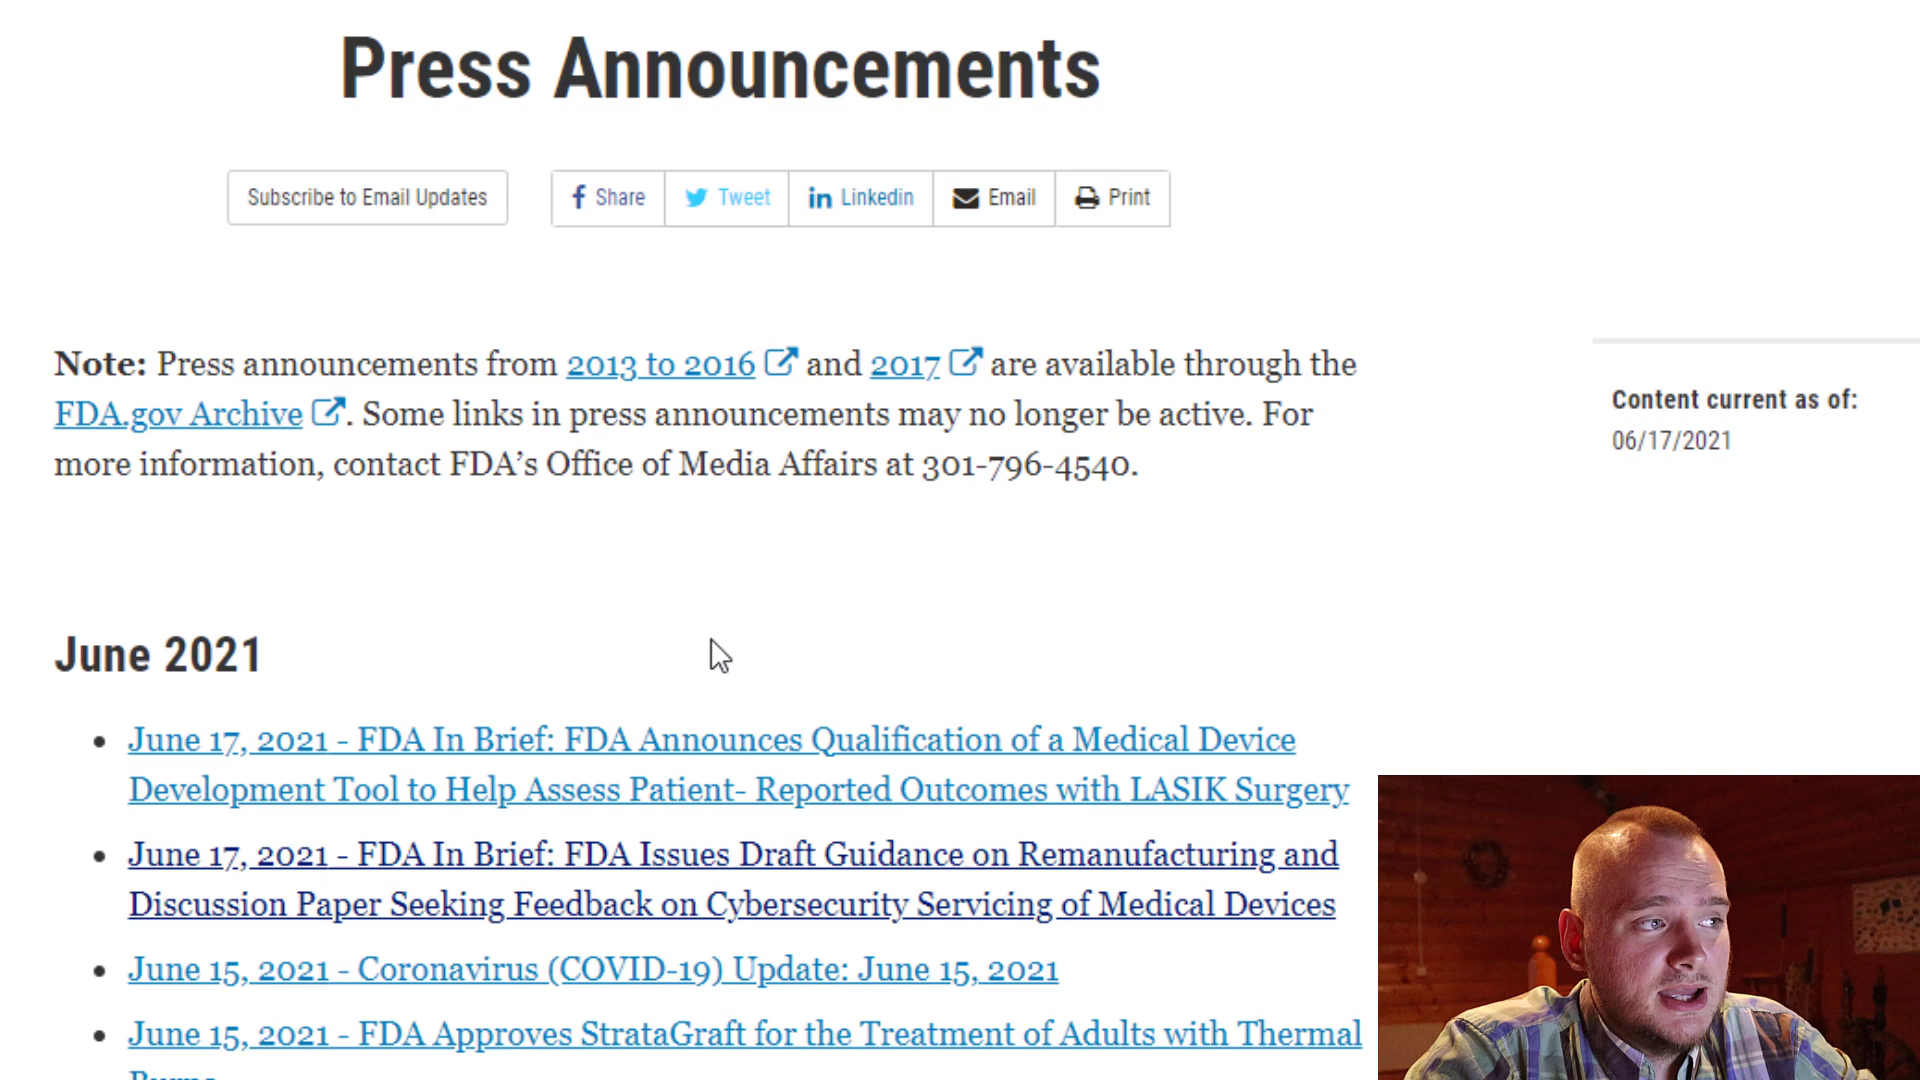 Press Announcements
Subscribe to Email Updates
Share
Tweet
Linkedin
Email
Print
Note: Press announcements from 2013 to 2016 and 2017 are available through the
FDA.gov Archive. Some links in press announcements may no longer be active. For
more information, contact FDA’s Office of Media Affairs at 301-796-4540.
Content current as of:
06/17/2021
June 2021
June 17, 2021 - FDA In Brief: FDA Announces Qualification of a Medical Device
Development Tool to Help Assess Patient- Reported Outcomes with LASIK Surgery
June 17, 2021 - FDA In Brief: FDA Issues Draft Guidance on Remanufacturing and
Discussion Paper Seeking Feedback on Cybersecurity Servicing of Medical Devices
June 15, 2021 - Coronavirus (COVID-19) Update: June 15, 2021
June 15, 2021 - FDA Approves StrataGraft for the Treatment of Adults with Thermal